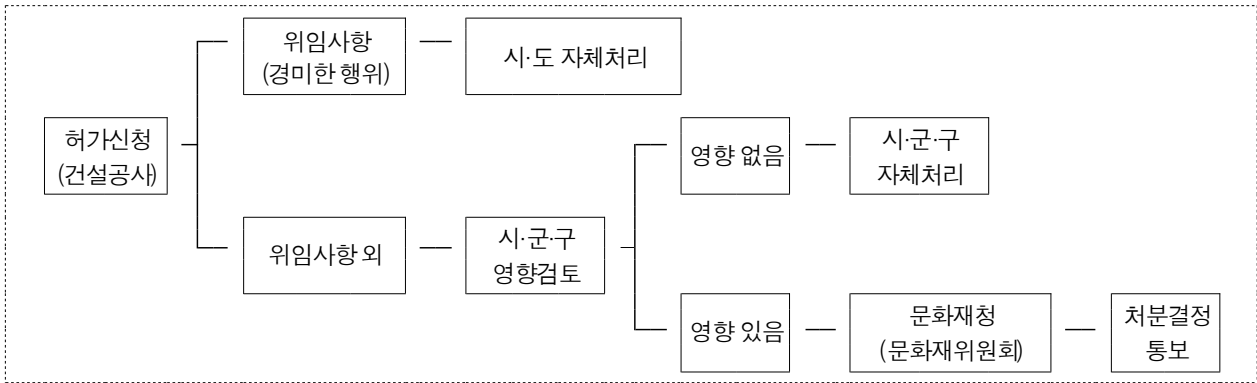 허가신청
(건설공사)
위임사항
(경미한 행위)
시·도 자체처리
위임사항 외
시·군·구
영향검토
영향 없음
시·군·구
자체처리
영향 있음
문화재청
(문화재위원회)
처분결정
통보